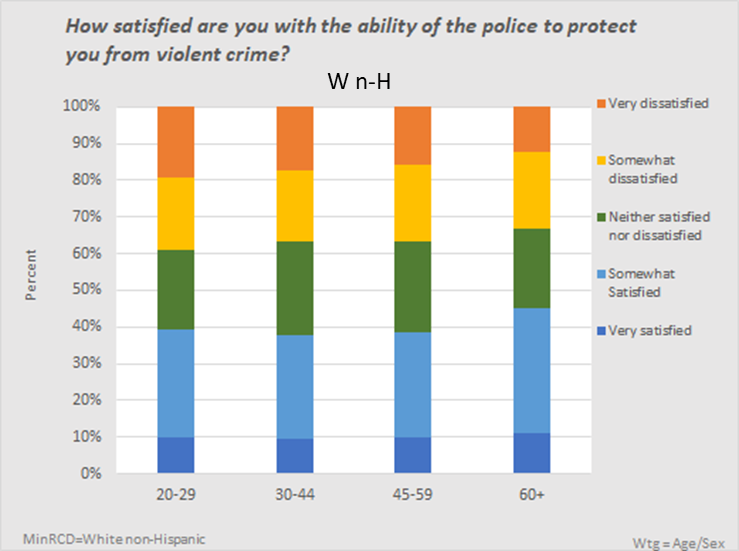 How satisfied are you with the ability of the police to protect
you from violent crime?
W n-H
100%
90%
80%
70%
60%
50%
40%
30%
20%
10%
0%
Percent
20-29
30-44
45-59
60+
Very dissatisfied
Somewhat
dissatisfied
Neither satisfied
nor dissatisfied
Somewhat
Satisfied
Very satisfied
MinRCD=White non-Hispanic
Wtg = Age/Sex